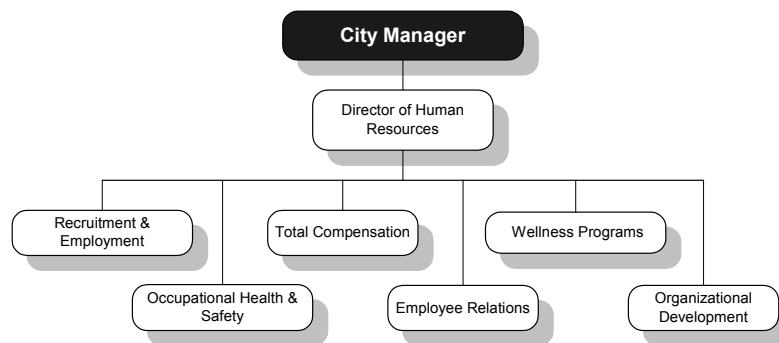 City Manager
Director of Human
Resources
Recruitment &
Employment
Total Compensation
Wellness Programs
Occupational Health &
Safety
Employee Relations
Organizational
Development